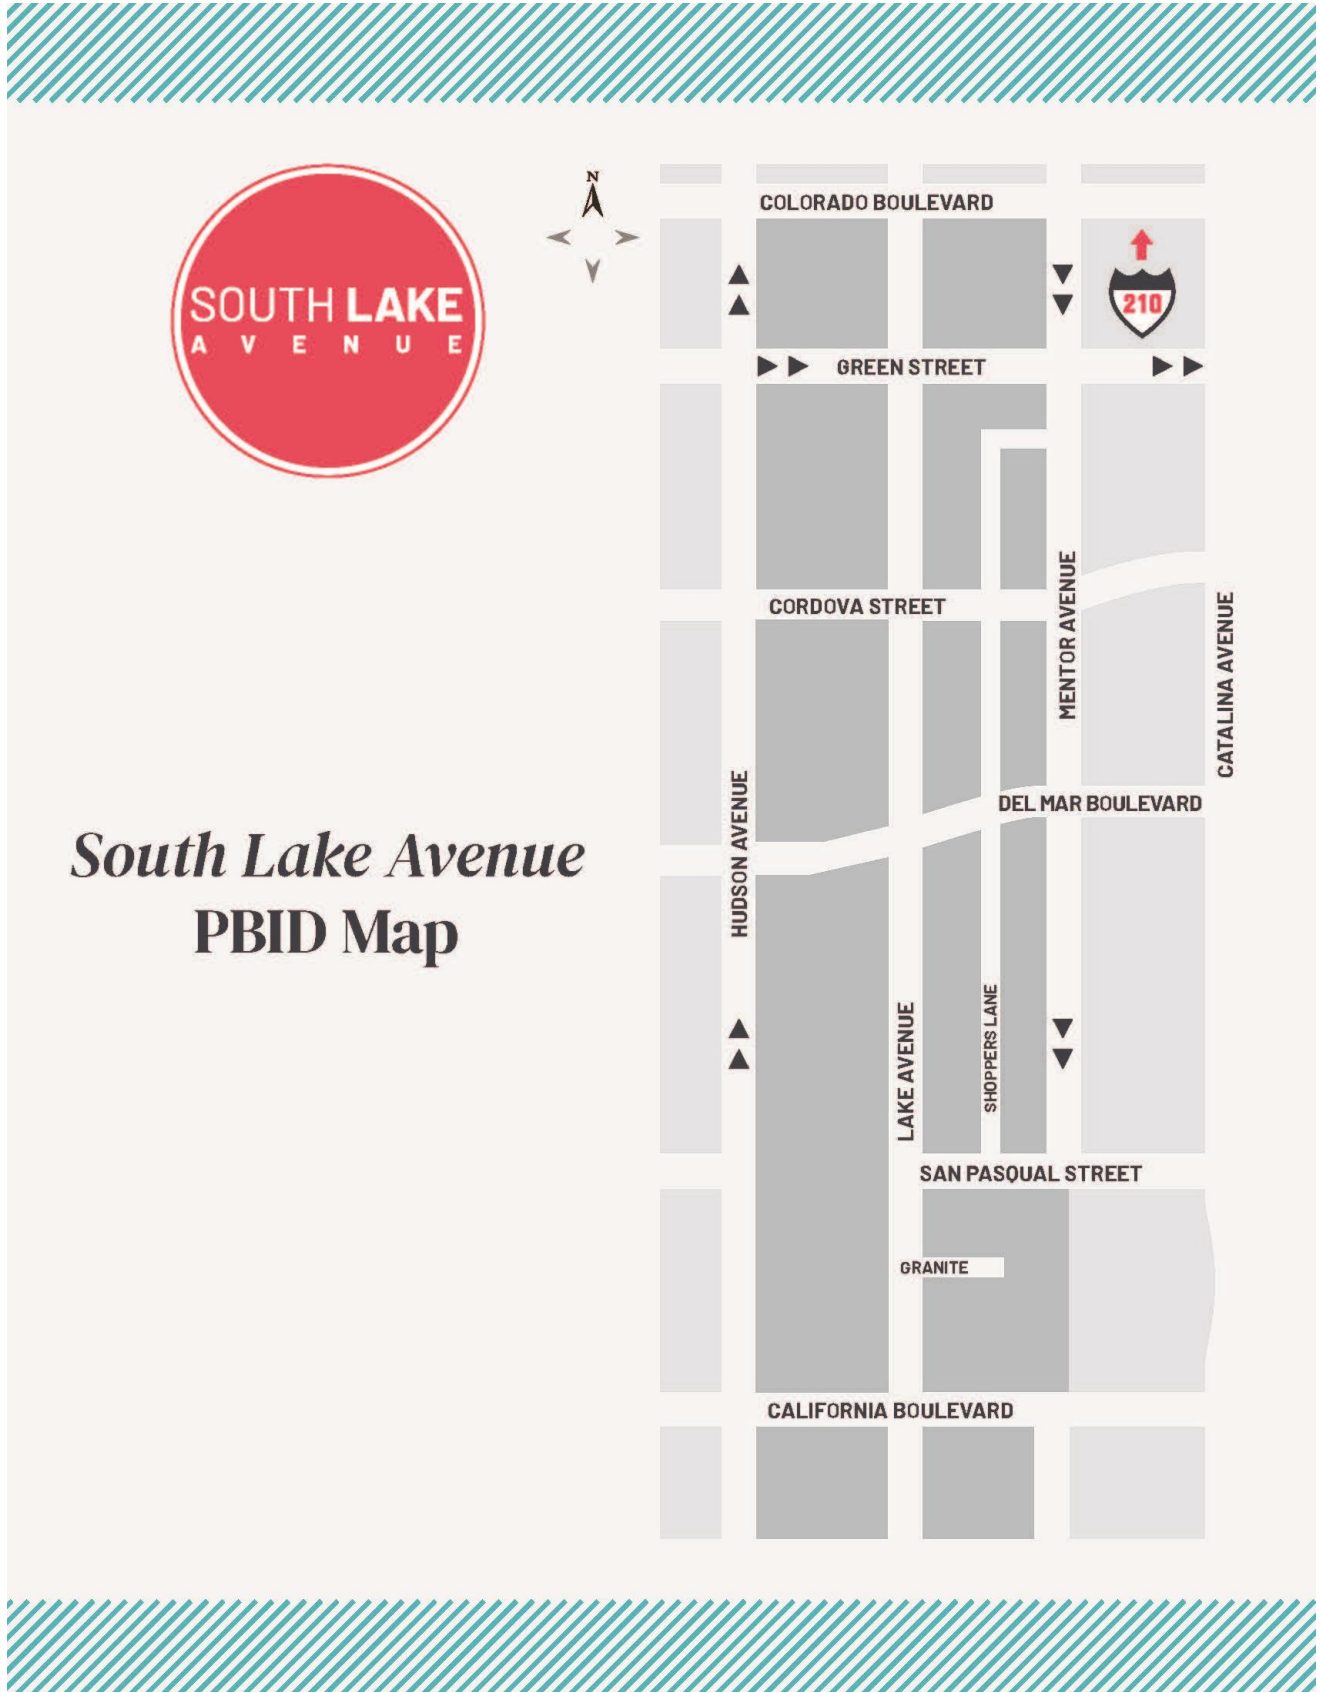 SOUTH LAKE
AVENUE
N
COLORADO BOULEVARD
210
GREEN STREET
CORDOVA STREET
MENTOR AVENUE
CATALINA AVENUE
DEL MAR BOULEVARD
HUDSON AVENUE
South Lake Avenue
PBID Map
LAKE AVENUE
SHOPPERS LANE
SAN PASQUAL STREET
GRANITE
CALIFORNIA BOULEVARD